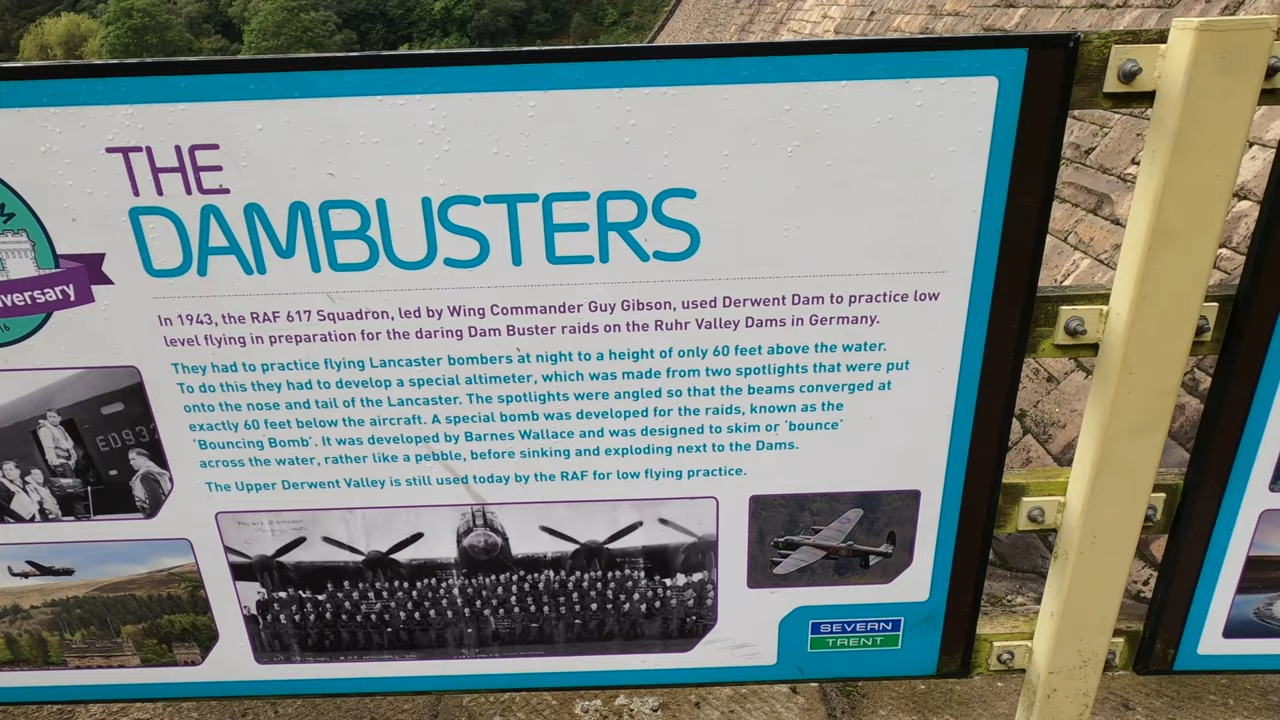 THE
DAMBUSTERS
In 1943, the RAF 617 Squadron, led by Wing Commander Guy Gibson, used Derwent Dam to practice low
level flying in preparation for the daring Dam Buster raids on the Ruhr Valley Dams in Germany.
They had to practice flying Lancaster bombers at night to a height of only 60 feet above the water.
To do this they had to develop a special altimeter, which was made from two spotlights that were put
onto the nose and tail of the Lancaster. The spotlights were angled so that the beams converged at
exactly 60 feet below the aircraft. A special bomb was developed for the raids, known as the
'Bouncing Bomb'. It was developed by Barnes Wallace and was designed to skim or 'bounce'
across the water, rather like a pebble, before sinking and exploding next to the Dams.
The Upper Derwent Valley is still used today by the RAF for low flying practice.
M
versary
16
ED932
SEVERN
TRENT